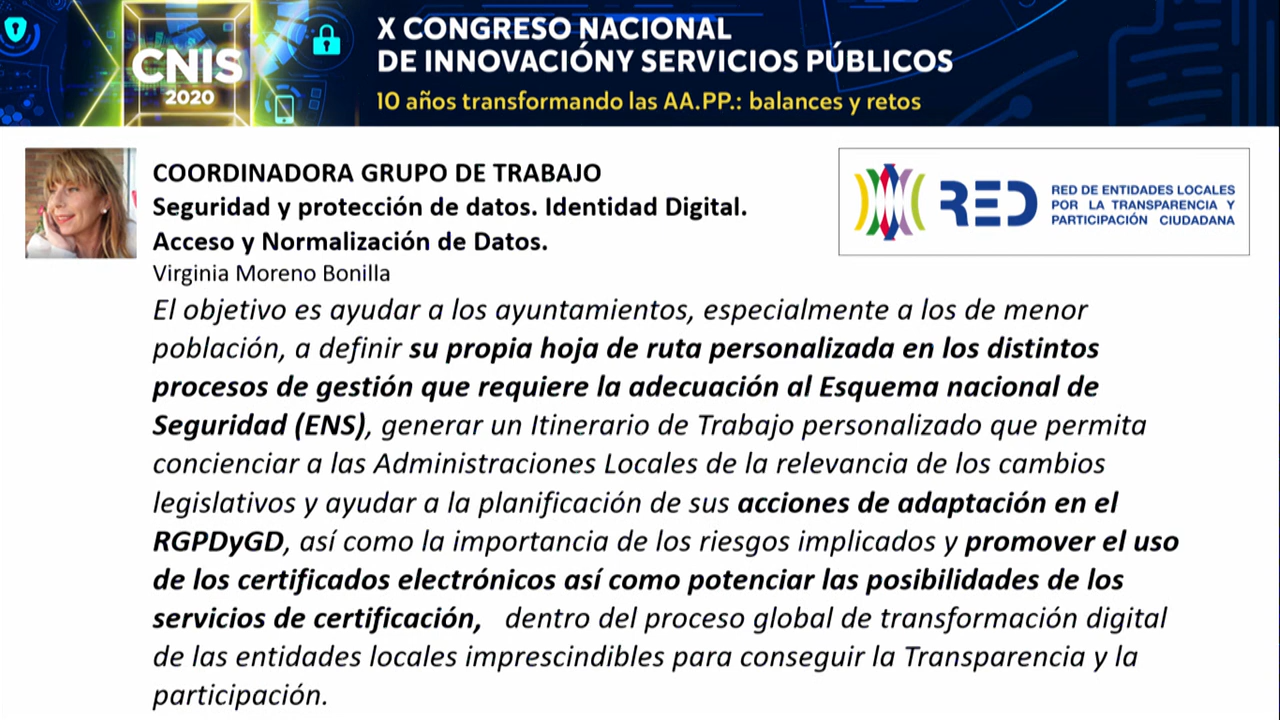 CNIS
2020
X CONGRESO NACIONAL
DE INNOVACIÓNY SERVICIOS PÚBLICOS
10 años transformando las AA.PP.: balances y retos
COORDINADORA GRUPO DE TRABAJO
Seguridad y protección de datos. Identidad Digital.
Acceso y Normalización de Datos.
Virginia Moreno Bonilla
RED
RED DE ENTIDADES LOCALES
POR LA TRANSPARENCIA Y
PARTICIPACIÓN CIUDADANA
El objetivo es ayudar a los ayuntamientos, especialmente a los de menor
población, a definir su propia hoja de ruta personalizada en los distintos
procesos de gestión que requiere la adecuación al Esquema nacional de
Seguridad (ENS), generar un Itinerario de Trabajo personalizado que permita
concienciar a las Administraciones Locales de la relevancia de los cambios
legislativos y ayudar a la planificación de sus acciones de adaptación en el
RGPDyGD, así como la importancia de los riesgos implicados y promover el uso
de los certificados electrónicos así como potenciar las posibilidades de los
servicios de certificación, dentro del proceso global de transformación digital
de las entidades locales imprescindibles para conseguir la Transparencia y la
participación.